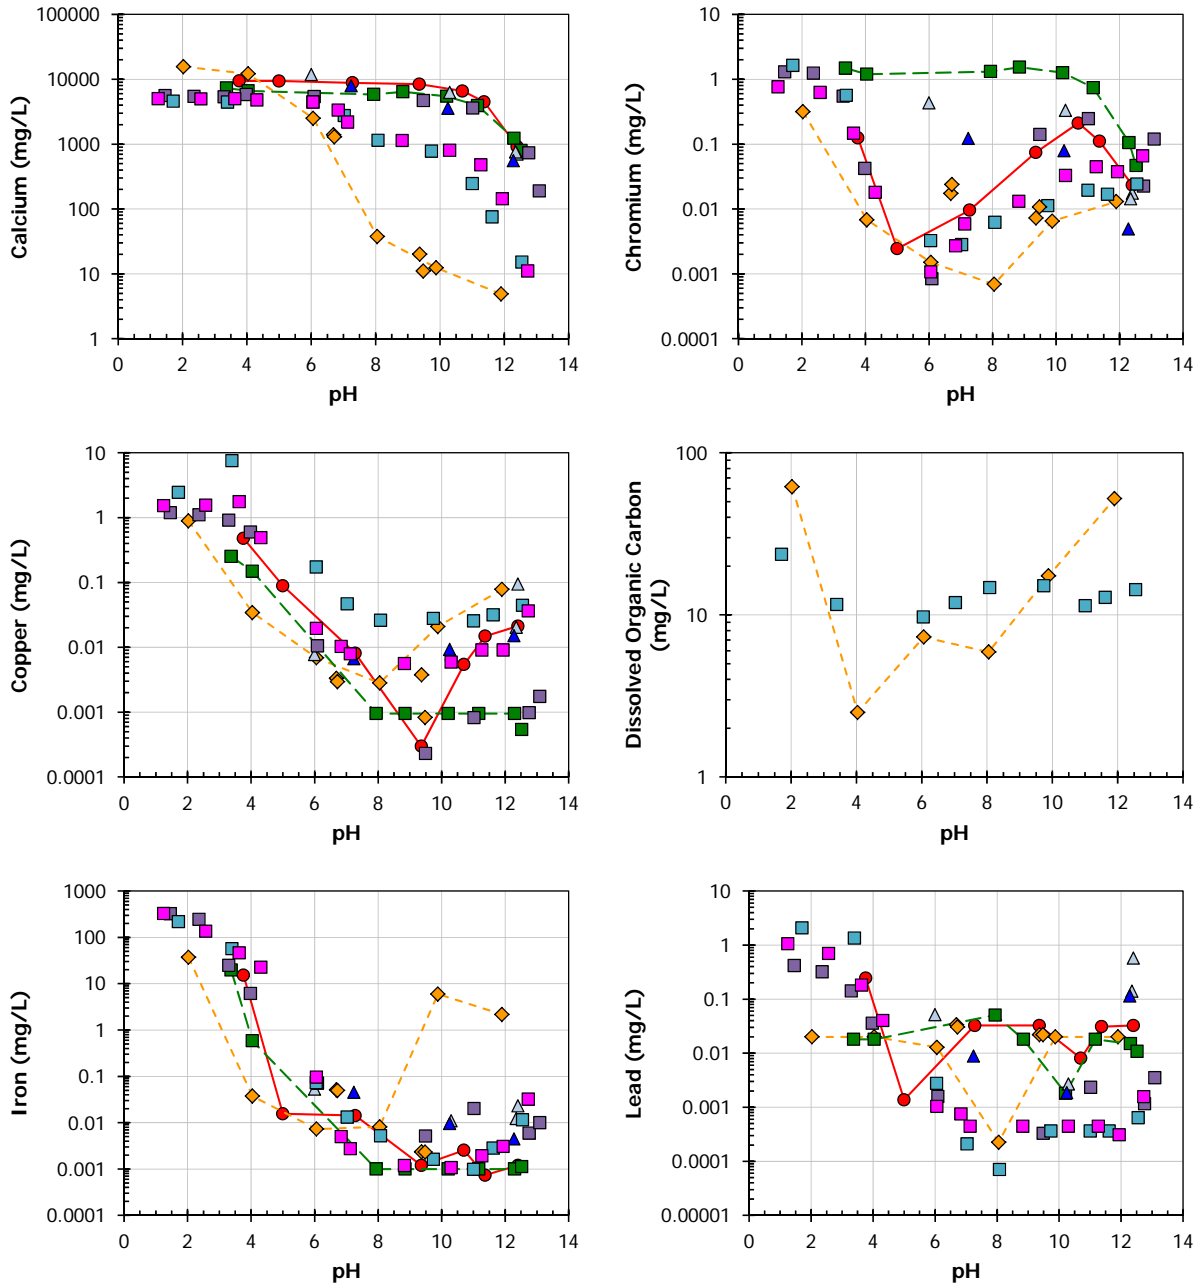 Calcium (mg/L)
100000
10000
1000
100
10
1
0 2 4 6 8 10 12 14
pH
Chromium (mg/L)
10
1
0.1
0.01
0.001
0.0001
0 2 4 6 8 10 12 14
pH
Copper (mg/L)
10
1
0.1
0.01
0.001
0.0001
0 2 4 6 8 10 12 14
pH
Dissolved Organic Carbon
(mg/L)
100
10
1
0 2 4 6 8 10 12 14
pH
Iron (mg/L)
1000
100
10
1
0.1
0.01
0.001
0.0001
0 2 4 6 8 10 12 14
pH
Lead (mg/L)
10
1
0.1
0.01
0.001
0.0001
0.00001
0 2 4 6 8 10 12 14
pH